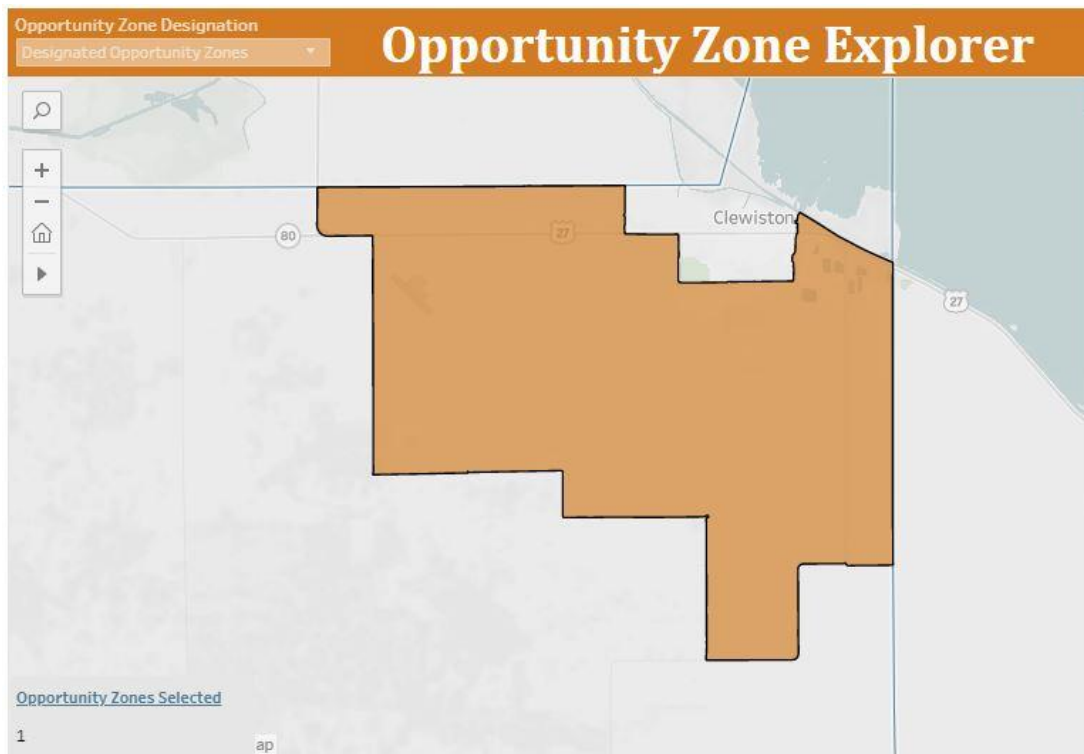 Opportunity Zone Designation
Designated Opportunity Zones
Opportunity Zone Explorer
Clewiston
80
27
27
Opportunity Zones Selected
1
ap